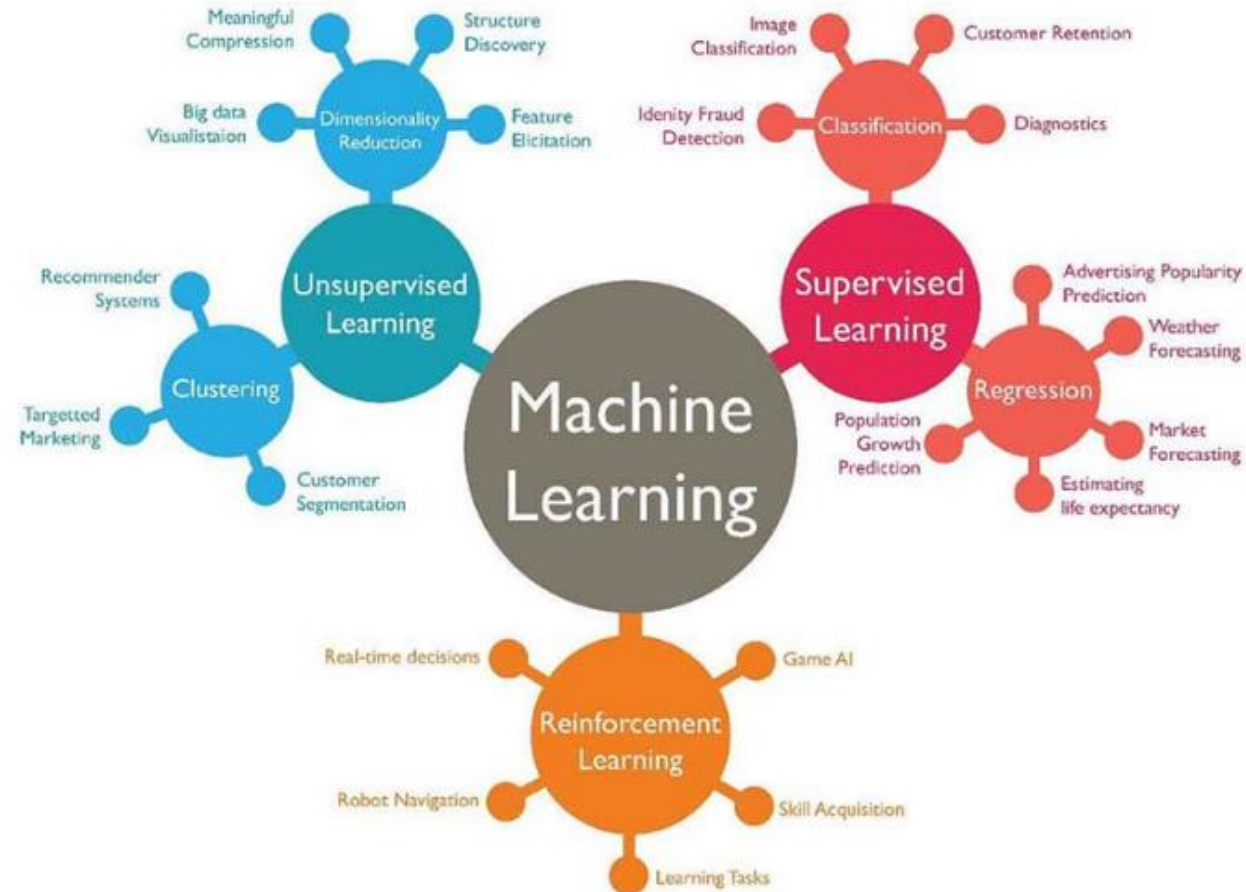 Meaningful
Compression
Structure
Discovery
Big data
Visualistaion
Dimensionality
Reduction
Feature
Elicitation
Image
Classification
Customer Retention
Idenity Fraud
Detection
Classification
Diagnostics
Recommender
Systems
Unsupervised
Learning
Clustering
Targetted
Marketing
Customer
Segmentation
Machine
Learning
Supervised
Learning
Advertising Popularity
Prediction
Weather
Forecasting
Regression
Population
Growth
Prediction
Market
Forecasting
Estimating
life expectancy
Real-time decisions
Game AI
Reinforcement
Learning
Robot Navigation
Skill Acquisition
Learning Tasks